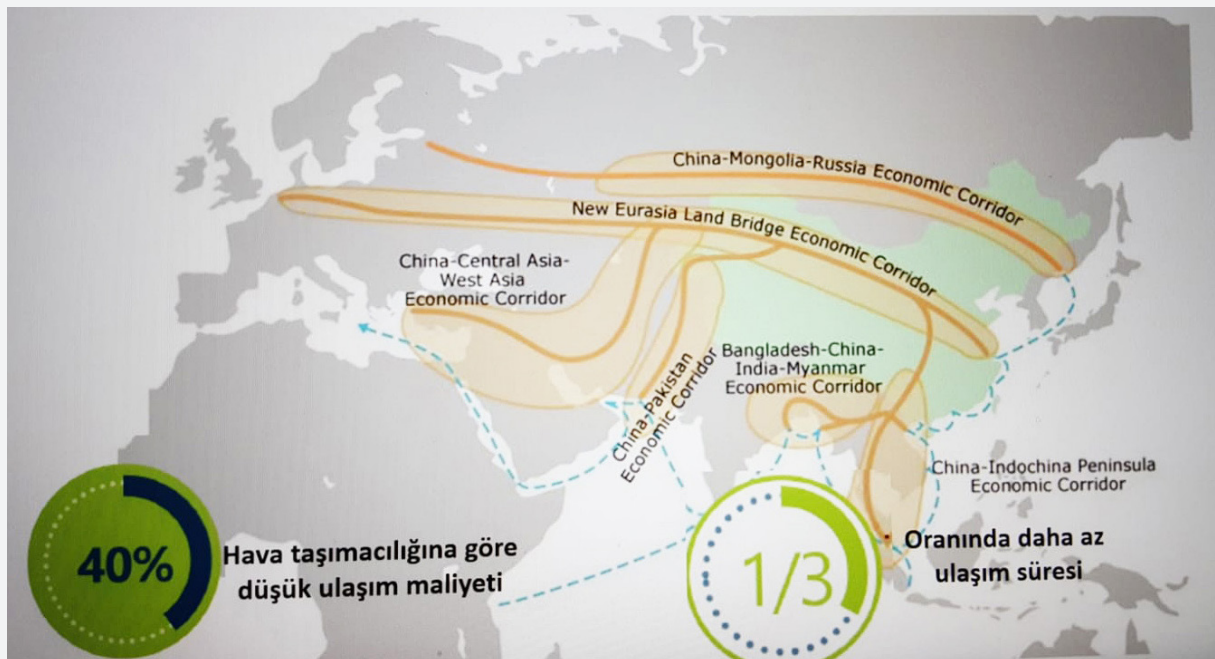 China-Mongolia-Russia Economic Corridor
New Eurasia Land Bridge Economic Corridor
China-Central Asia-
West Asia
Economic Corridor
China-Pakistan
Economic Corridor
Bangladesh-China-
India-Myanmar
Economic Corridor
China-Indochina Peninsula
Economic Corridor
40%
Hava taşımacılığına göre
düşük ulaşım maliyeti
1/3
Oranında daha az
ulaşım süresi